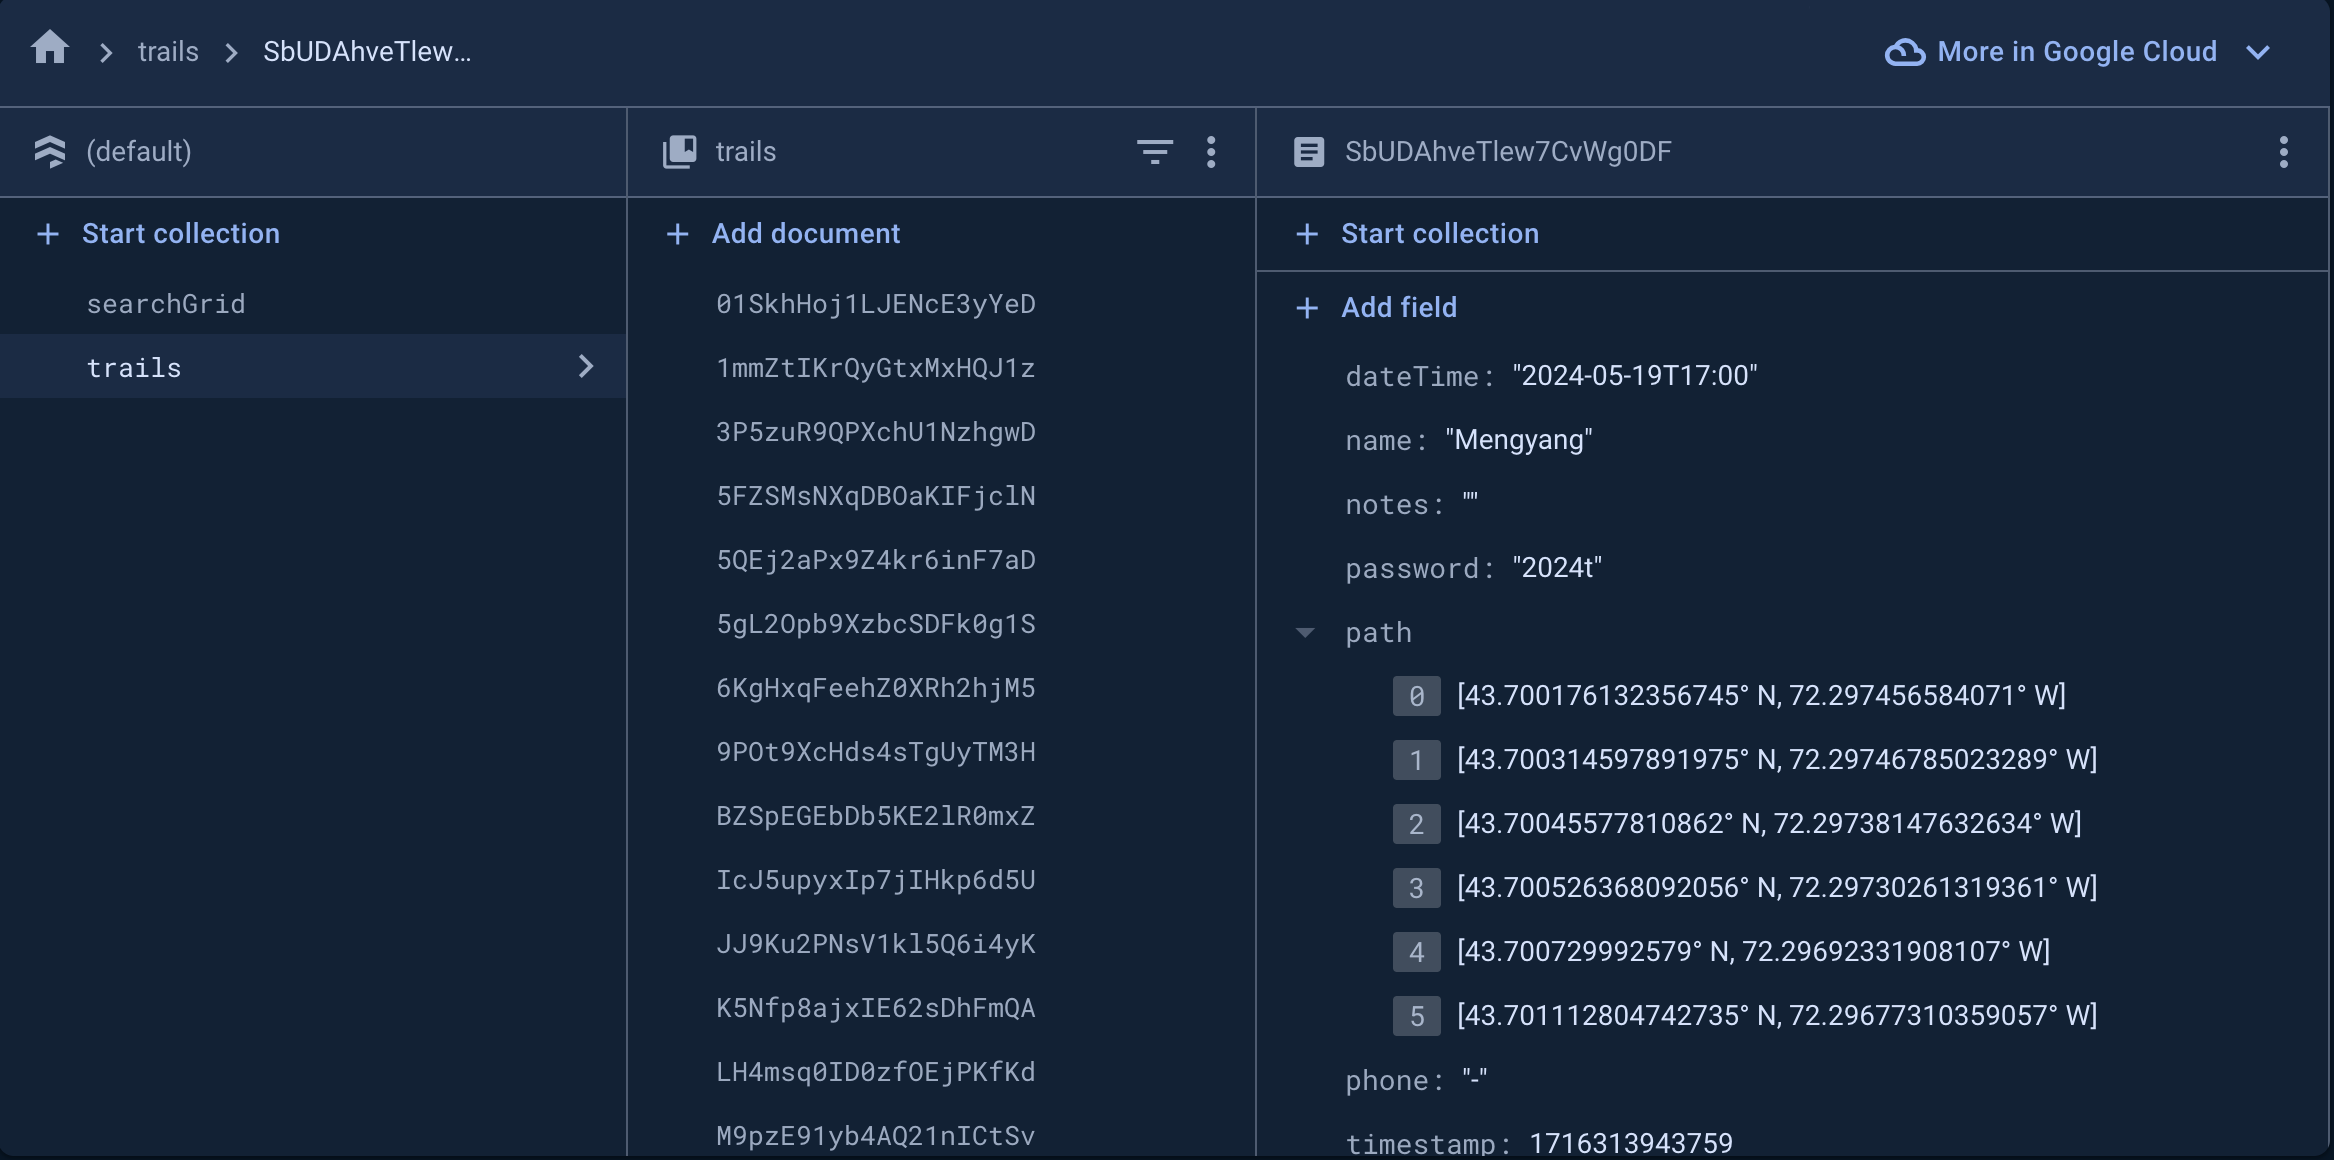 trails
SbUDAhveTlew...
More in Google Cloud
(default)
Start collection
searchGrid
trails
trails
Add document
01SkhHoj1LJENcE3yYeD
1mmZtIKrQyGtxMxHQJ1z
3P5zuR9QPXchU1NzhgwD
5FZSMsNXqDBOaKIFjclN
5QEj2aPx9Z4kr6inF7aD
5gL2Opb9XzbcSDFk0g1S
6KgHxqFeehZ0XRh2hjM5
9POt9XcHds4sTgUyTM3H
BZSpEGEbDb5KE2lR0mxZ
IcJ5upyxIp7jIHkp6d5U
JJ9Ku2PNsV1kl5Q6i4yK
K5Nfp8ajxIE62sDhFmQA
LH4msq0ID0zfOEjPKfKd
M9pzE91yb4AQ21nICtSv
SbUDAhveTlew7CvWg0DF
Start collection
Add field
dateTime: "2024-05-19T17:00"
name: "Mengyang"
notes: ""
password: "2024t"
path
0 [43.700176132356745° N, 72.297456584071° W]
1 [43.700314597891975° N, 72.29746785023289° W]
2 [43.70045577810862° N, 72.29738147632634° W]
3 [43.700526368092056° N, 72.29730261319361° W]
4 [43.700729992579° N, 72.29692331908107° W]
5 [43.701112804742735° N, 72.29677310359057° W]
phone: "-"
timestamp: 1716313943759